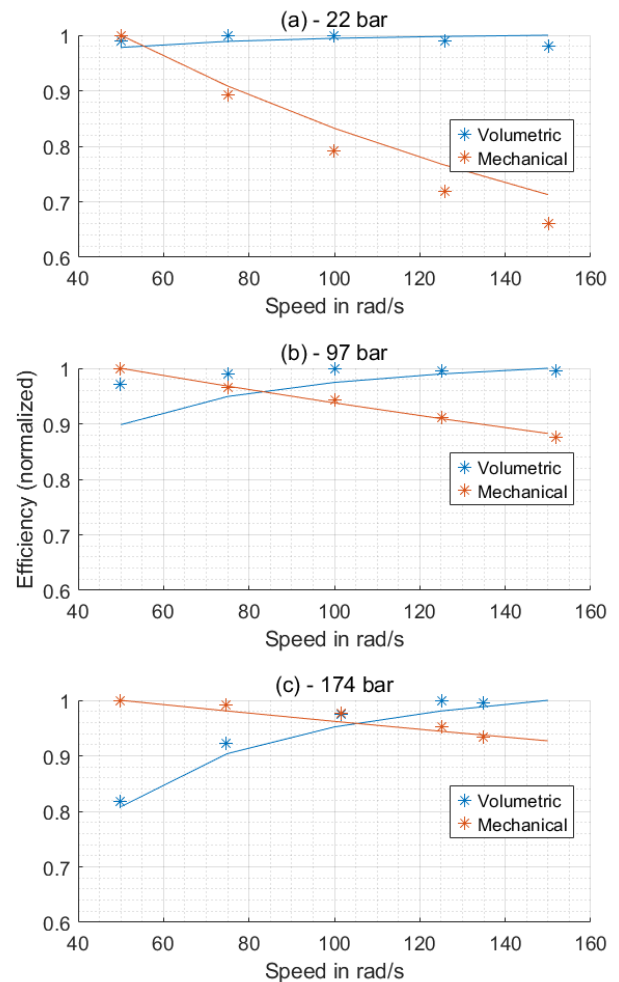 (a) - 22 bar
1
0.9
0.8
0.7
0.6
Volumetric
Mechanical
40 60 80 100 120 140 160
Speed in rad/s
Efficiency (normalized)
(b) - 97 bar
1
0.9
0.8
0.7
0.6
Volumetric
Mechanical
40 60 80 100 120 140 160
Speed in rad/s
(c) - 174 bar
1
0.9
0.8
0.7
0.6
Volumetric
Mechanical
40 60 80 100 120 140 160
Speed in rad/s